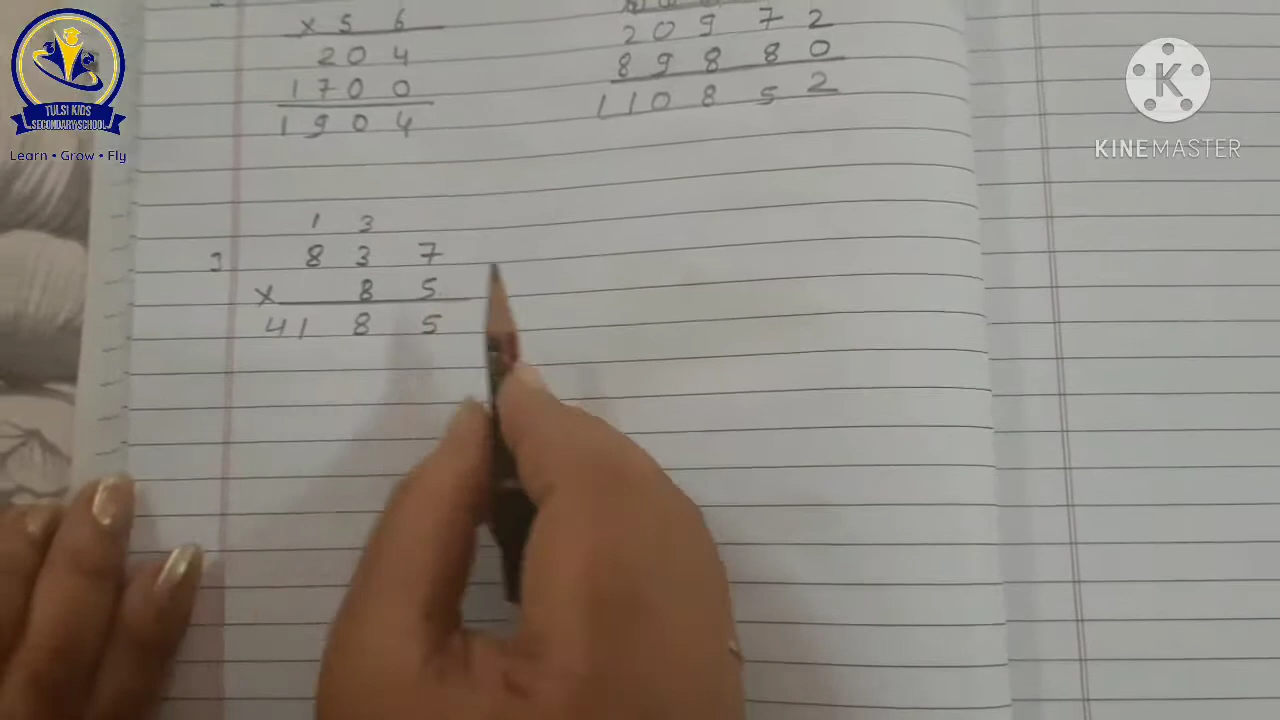 TULSI KIDS
SECONDARY SCHOOL
Learn • Grow • Fly
K
KINEMASTER
x 5 6
2 0 4
1 7 0 0
1 9 0 4
2 0 9 7 2
8 9 8 8 0
1 1 0 8 5 2
1 3
8 3 7
x 8 5
4 1 8 5